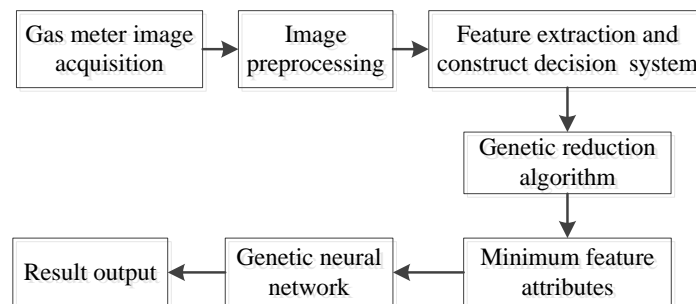 Gas meter image
acquisition
Image
preprocessing
Feature extraction and
construct decision system
Genetic reduction
algorithm
Minimum feature
attributes
Genetic neural
network
Result output